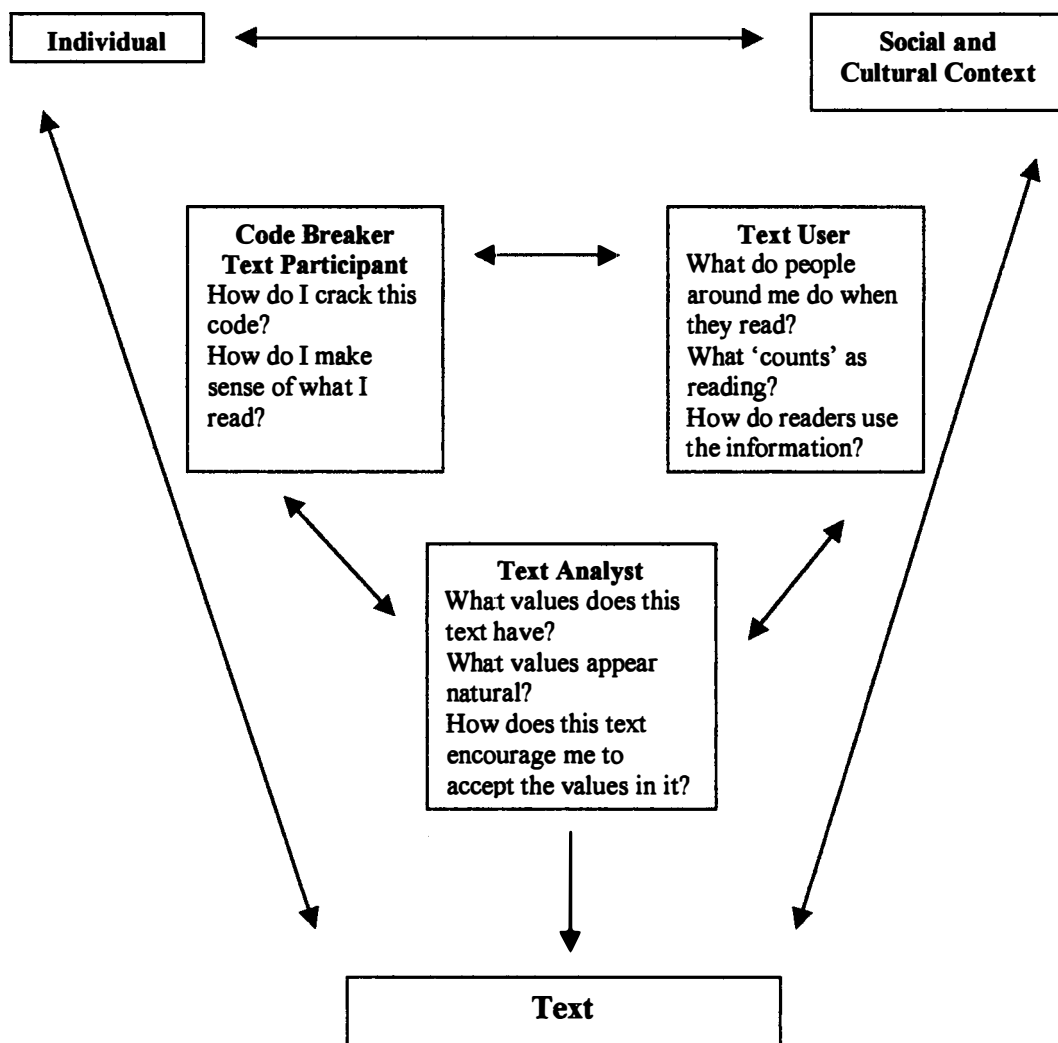 Individual
Social and
Cultural Context
Code Breaker
Text Participant
How do I crack this
code?
How do I make
sense of what I
read?
Text User
What do people
around me do when
they read?
What ‘counts’ as
reading?
How do readers use
the information?
Text Analyst
What values does this
text have?
What values appear
natural?
How does this text
encourage me to
accept the values in it?
Text